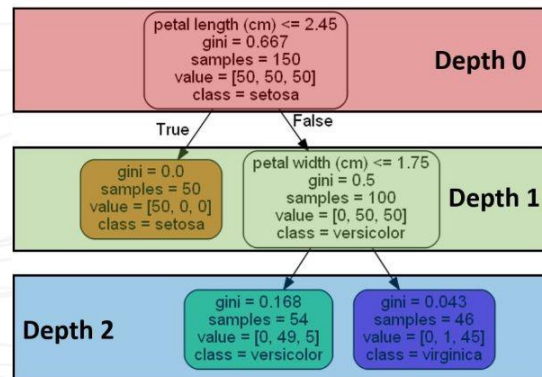 petal length (cm) <= 2.45
gini = 0.667
samples = 150
value = [50, 50, 50]
class = setosa
Depth 0
True
False
gini = 0.0
samples = 50
value = [50, 0, 0]
class = setosa
petal width (cm) <= 1.75
gini = 0.5
samples = 100
value = [0, 50, 50]
class = versicolor
Depth 1
Depth 2
gini = 0.168
samples = 54
value = [0, 49, 5]
class = versicolor
gini = 0.043
samples = 46
value = [0, 1, 45]
class = virginica